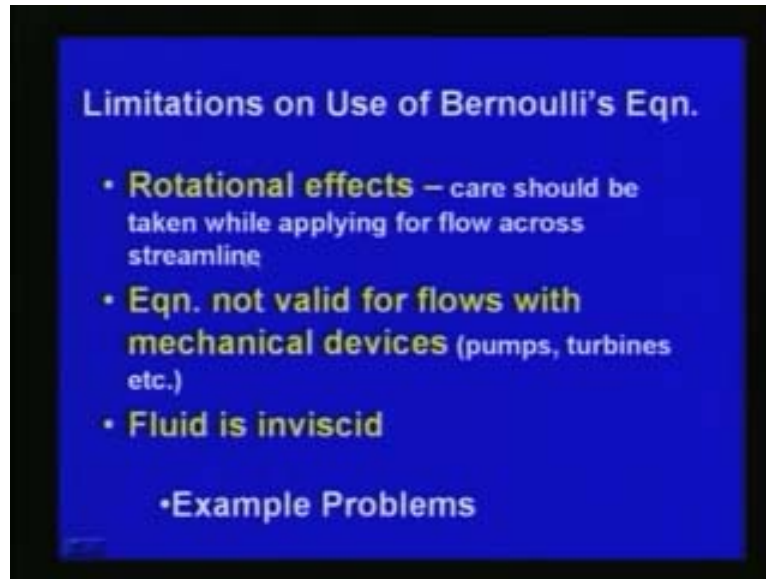 Limitations on Use of Bernoulli's Eqn.
• Rotational effects – care should be
taken while applying for flow across
streamline
• Eqn. not valid for flows with
mechanical devices (pumps, turbines
etc.)
• Fluid is inviscid
•Example Problems